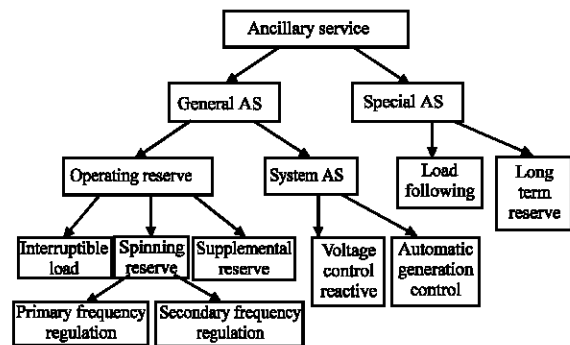 Ancillary service
General AS
Special AS
Operating reserve
System AS
Load
following
Long
term
reserve
Interruptible
load
Spinning
reserve
Supplemental
reserve
Voltage
control
reactive
Automatic
generation
control
Primary frequency
regulation
Secondary frequency
regulation